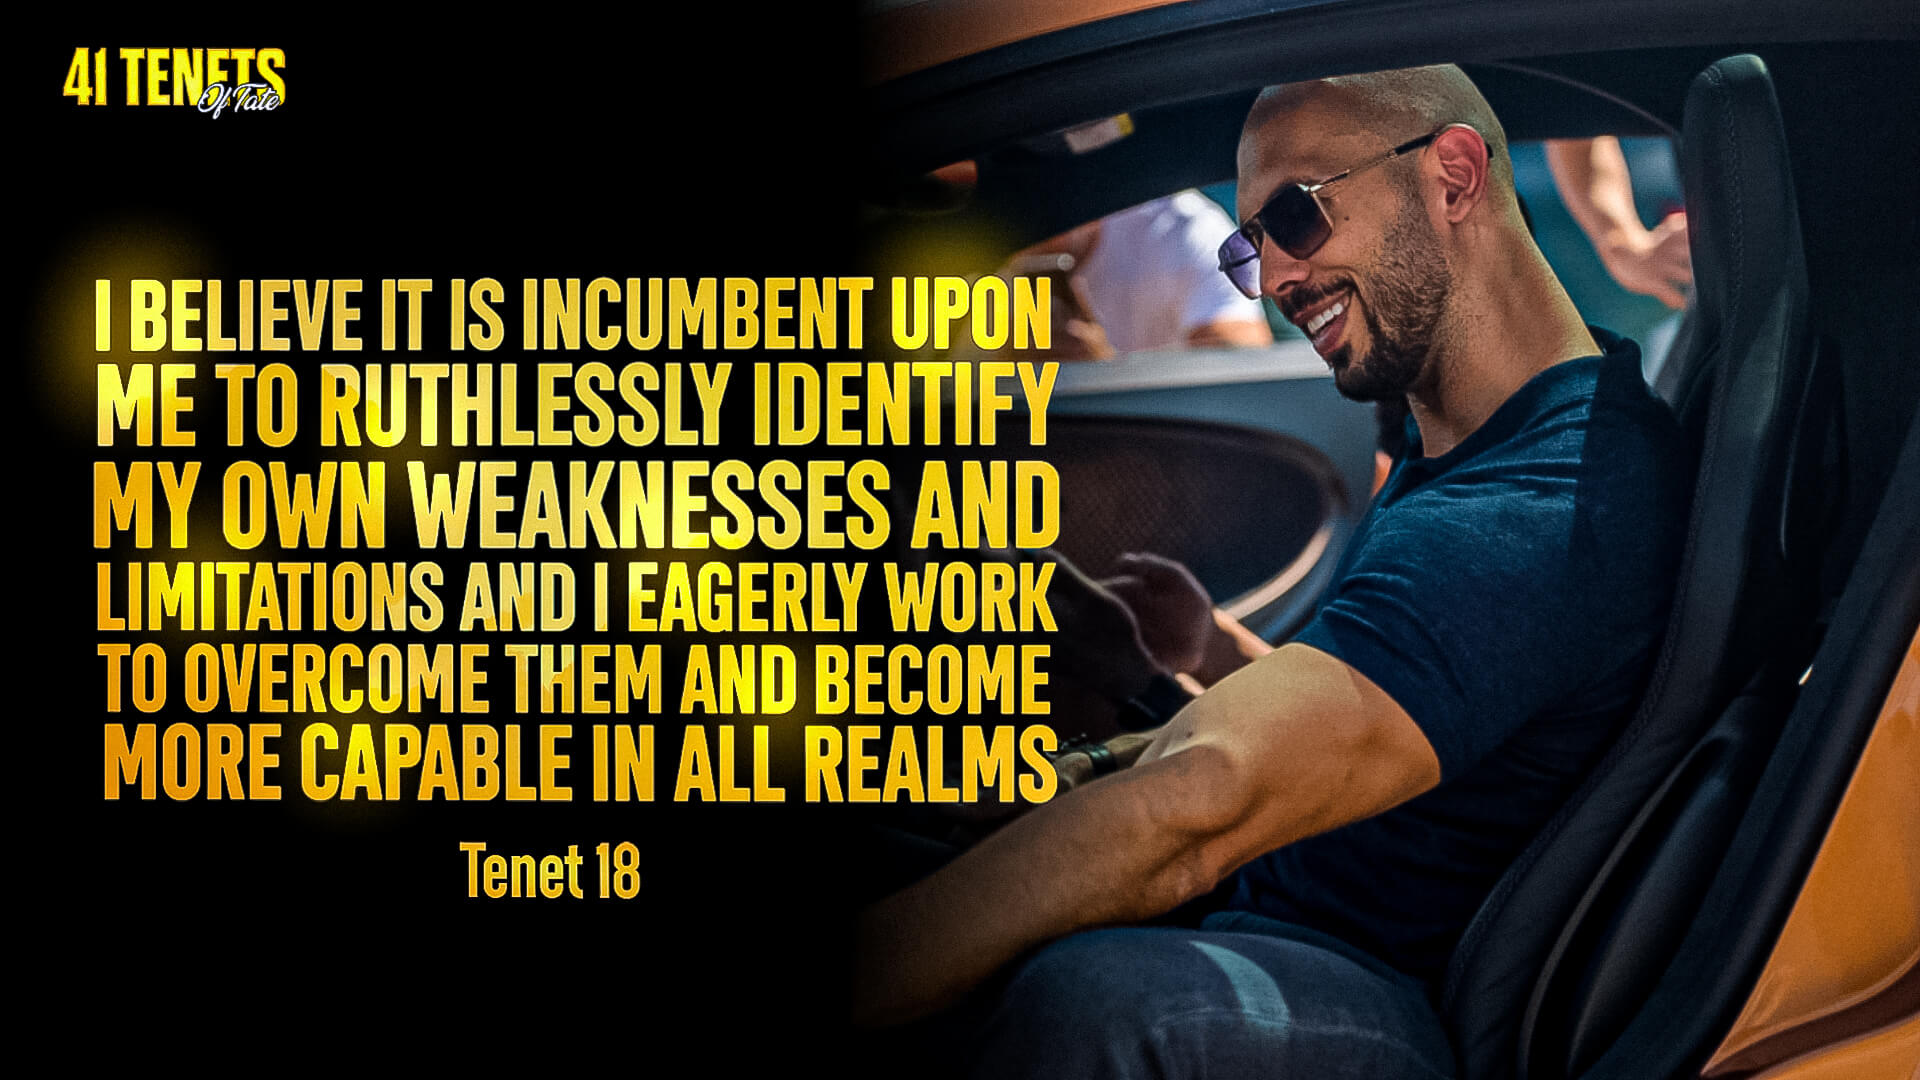 41 TENETS
Of Tate
I BELIEVE IT IS INCUMBENT UPON
ME TO RUTHLESSLY IDENTIFY
MY OWN WEAKNESSES AND
LIMITATIONS AND I EAGERLY WORK
TO OVERCOME THEM AND BECOME
MORE CAPABLE IN ALL REALMS
Tenet 18